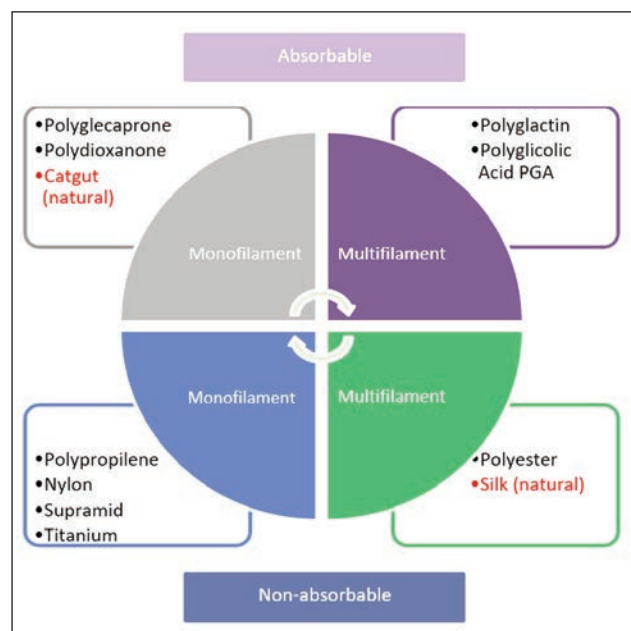 Absorbable
•Polyglecaprone
•Polydioxanone
•Catgut
(natural)
•Polyglactin
•Polyglicolic
Acid PGA
Monofilament
Multifilament
Monofilament
Multifilament
•Polypropilene
•Nylon
•Supramid
•Titanium
•Polyester
•Silk (natural)
Non-absorbable